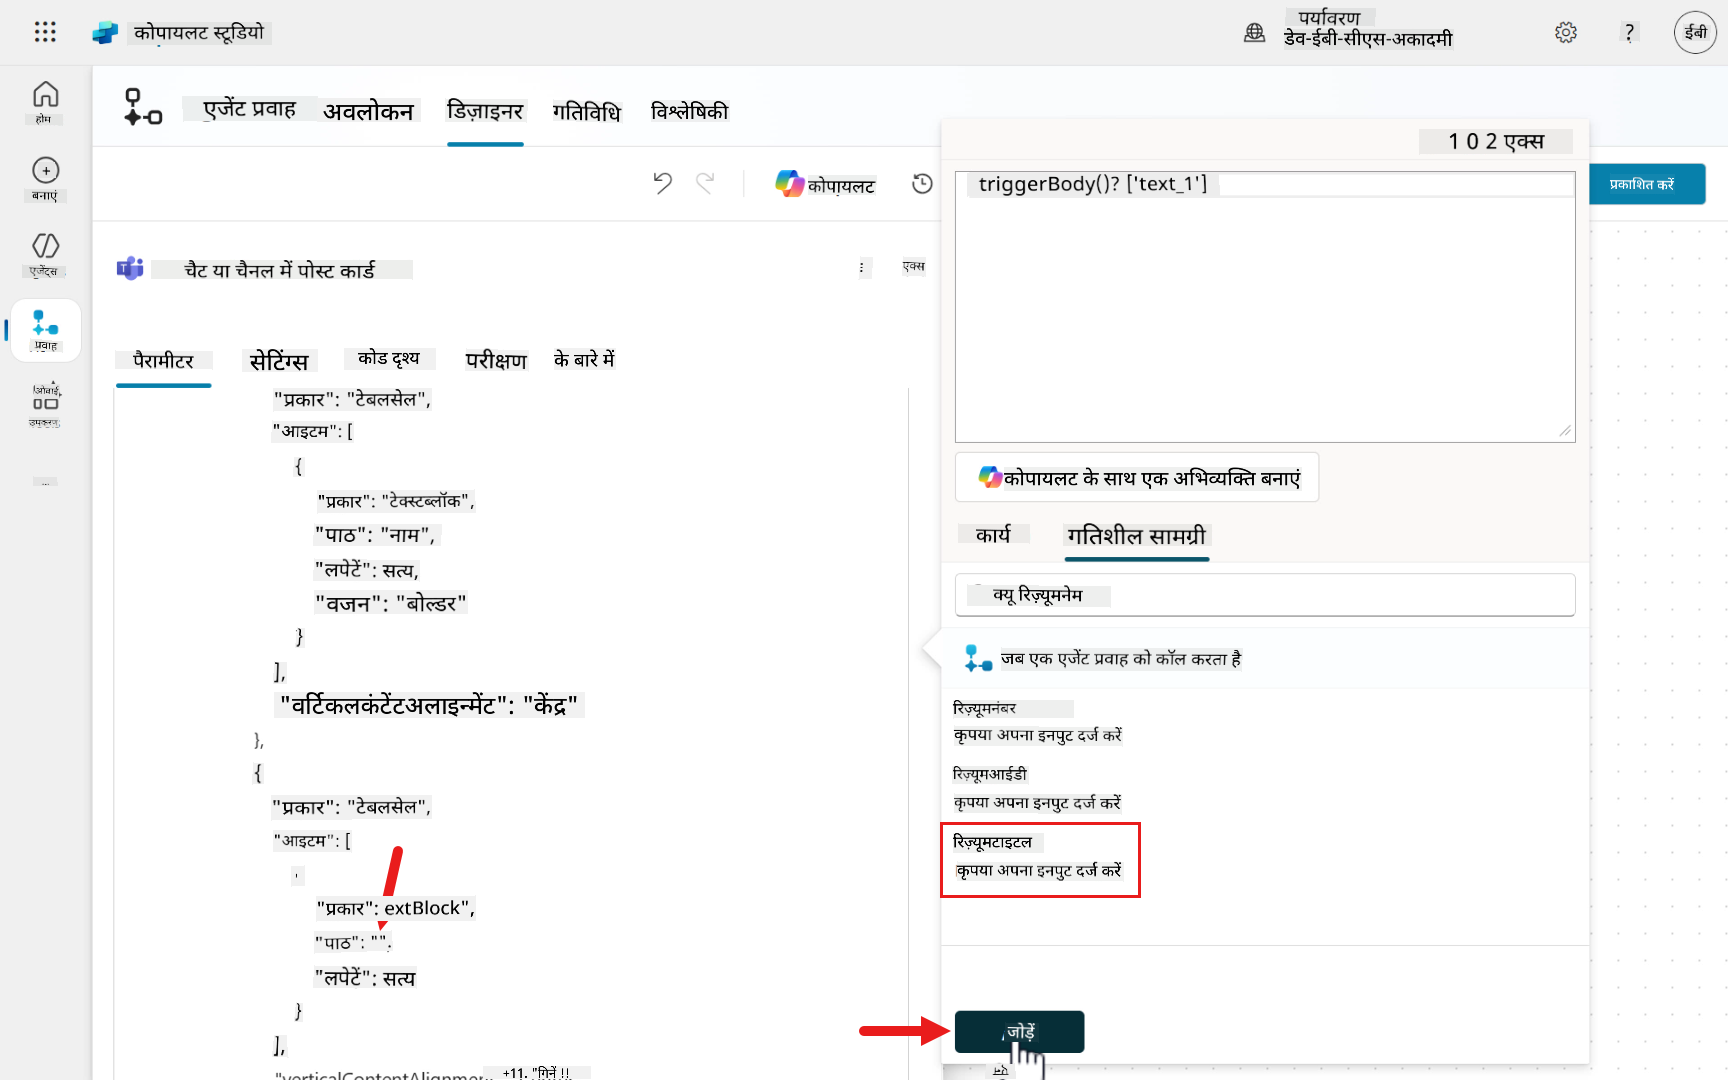 कोपायलट स्टूडियो
पर्यावरण
डेव-ईबी-सीएस-अकादमी
?
ईबी
होम
बनाएं
एजेंट्स
प्रवाह
उपकरण
...
एजेंट प्रवाह
अवलोकन
डिज़ाइनर
गतिविधि
विश्लेषिकी
कोपायलट
प्रकाशित करें
चैट या चैनल में पोस्ट कार्ड
एक्स
पैरामीटर
सेटिंग्स
कोड दृश्य
परीक्षण
के बारे में
"प्रकार": "टेबलसेल",
"आइटम": [
{
"प्रकार": "टेक्स्टब्लॉक",
"पाठ": "नाम",
"लपेटें": सत्य,
"वजन": "बोल्डर"
}
],
"वर्टिकलकंटेंटअलाइन्मेंट": "केंद्र"
},
{
"प्रकार": "टेबलसेल",
"आइटम": [
"प्रकार": extBlock",
"पाठ": "",
"लपेटें": सत्य
}
],
1 0 2 एक्स
triggerBody()? ['text_1']
कोपायलट के साथ एक अभिव्यक्ति बनाएं
कार्य
गतिशील सामग्री
क्यू रिज़्यूमनेम
जब एक एजेंट प्रवाह को कॉल करता है
रिज़्यूमनंबर
कृपया अपना इनपुट दर्ज करें
रिज़्यूमआईडी
कृपया अपना इनपुट दर्ज करें
रिज़्यूमटाइटल
कृपया अपना इनपुट दर्ज करें
जोड़ें